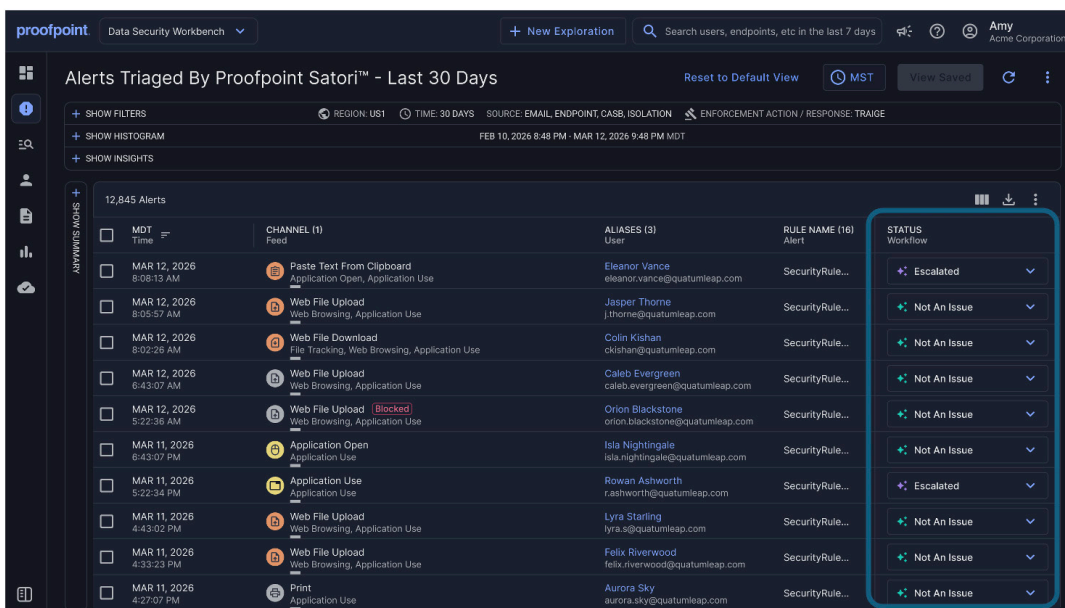 proofpoint. Data Security Workbench + New Exploration Search users, endpoints, etc in the last 7 days Amy
Acme Corporation
Alerts Triaged By Proofpoint Satori™ - Last 30 Days Reset to Default View MST View Saved
+ SHOW FILTERS REGION: US1 TIME: 30 DAYS SOURCE: EMAIL, ENDPOINT, CASB, ISOLATION ENFORCEMENT ACTION / RESPONSE: TRAIGE
+ SHOW HISTOGRAM FEB 10, 2026 8:48 PM - MAR 12, 2026 9:48 PM MDT
+ SHOW INSIGHTS
+ SHOW SUMMARY
12,845 Alerts
MDT CHANNEL (1) ALIASES (3) RULE NAME (16) STATUS
Time Feed User Alert Workflow
MAR 12, 2026 Paste Text From Clipboard Eleanor Vance SecurityRule... Escalated
8:08:13 AM Application Open, Application Use eleanor.vance@quatumleap.com
MAR 12, 2026 Web File Upload Jasper Thorne SecurityRule... Not An Issue
8:05:57 AM Web Browsing, Application Use j.thorne@quatumleap.com
MAR 12, 2026 Web File Download Colin Kishan SecurityRule... Not An Issue
8:02:26 AM File Tracking, Web Browsing, Application Use ckishan@quatumleap.com
MAR 12, 2026 Web File Upload Caleb Evergreen SecurityRule... Not An Issue
6:43:07 AM Web Browsing, Application Use caleb.evergreen@quatumleap.com
MAR 12, 2026 Web File Upload Blocked Orion Blackstone SecurityRule... Not An Issue
5:22:36 AM Web Browsing, Application Use orion.blackstone@quatumleap.com
MAR 11, 2026 Application Open Isla Nightingale SecurityRule... Not An Issue
6:43:07 PM Application Use isla.nightingale@quatumleap.com
MAR 11, 2026 Application Use Rowan Ashworth SecurityRule... Escalated
5:22:34 PM Application Use r.ashworth@quatumleap.com
MAR 11, 2026 Web File Upload Lyra Starling SecurityRule... Not An Issue
4:43:02 PM Web Browsing, Application Use lyra.s@quatumleap.com
MAR 11, 2026 Web File Upload Felix Riverwood SecurityRule... Not An Issue
4:33:23 PM Web Browsing, Application Use felix.riverwood@quatumleap.com
MAR 11, 2026 Print Aurora Sky SecurityRule... Not An Issue
4:27:07 PM Application Use aurora.sky@quatumleap.com